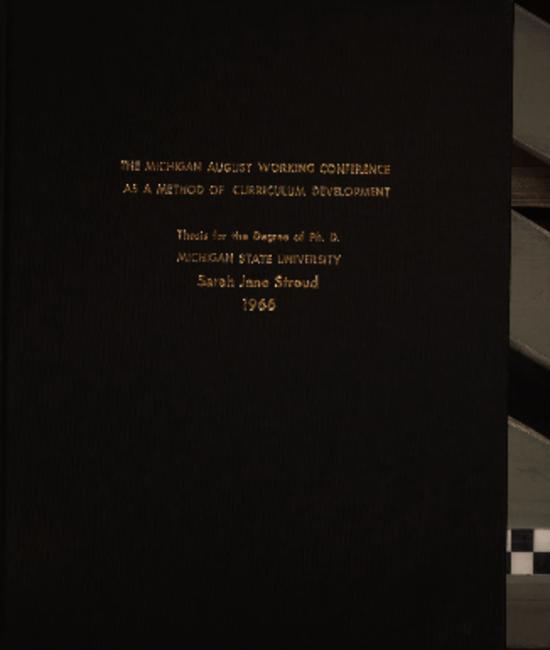 THE MICHIGAN AUGUST WORKING CONFERENCE
AS A METHOD OF CURRICULUM DEVELOPMENT
Thesis for the Degree of Ph. D.
MICHIGAN STATE UNIVERSITY
Sarah Jane Stroud
1966